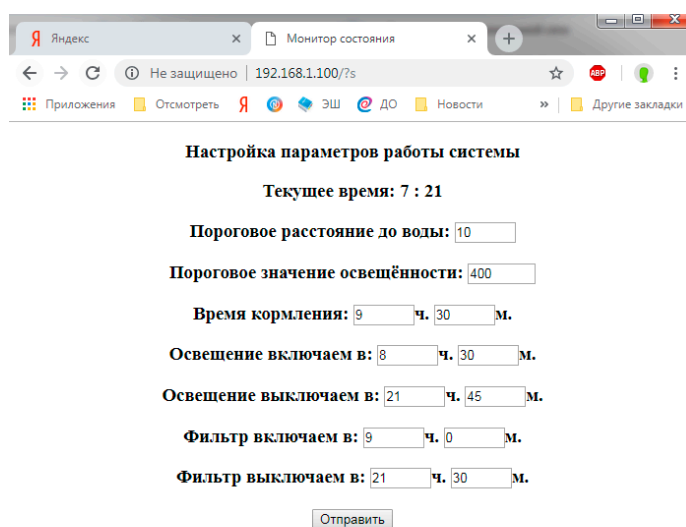 Яндекс
Монитор состояния
Не защищено 192.168.1.100/?s
ABP
Приложения Отсмотреть Я ЭШ ДО Новости » Другие закладки
Настройка параметров работы системы
Текущее время: 7 : 21
Пороговое расстояние до воды: 10
Пороговое значение освещённости: 400
Время кормления: 9 ч. 30 м.
Освещение включаем в: 8 ч. 30 м.
Освещение выключаем в: 21 ч. 45 м.
Фильтр включаем в: 9 ч. 0 м.
Фильтр выключаем в: 21 ч. 30 м.
Отправить